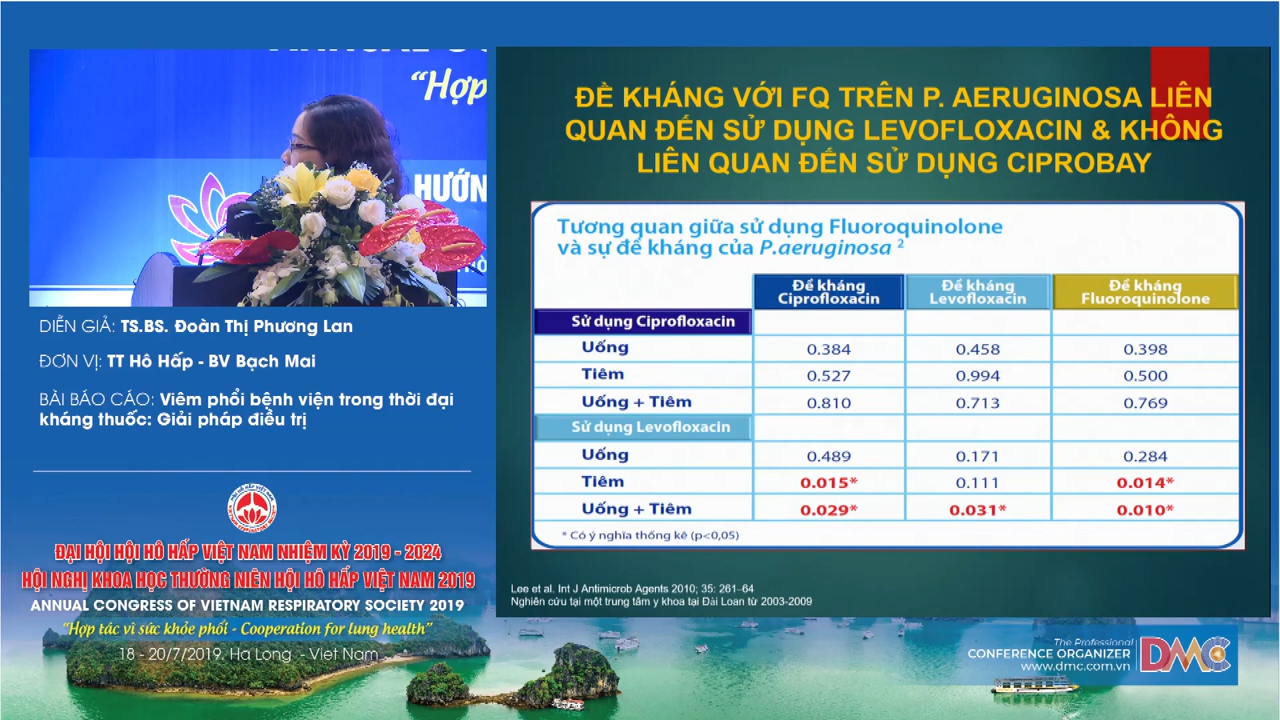 “Hợp
HƯỚN
DIỄN GIẢ: TS.BS. Đoàn Thị Phương Lan
ĐƠN VỊ: TT Hô Hấp - BV Bạch Mai
BÀI BÁO CÁO: Viêm phổi bệnh viện trong thời đại
kháng thuốc: Giải pháp điều trị
ĐẠI HỘI HỘI HÔ HẤP VIỆT NAM NHIỆM KỲ 2019 - 2024
HỘI NGHỊ KHOA HỌC THƯỜNG NIÊN HỘI HÔ HẤP VIỆT NAM 2019
ANNUAL CONGRESS OF VIETNAM RESPIRATORY SOCIETY 2019
“Hợp tác vì sức khỏe phổi - Cooperation for lung health”
18 - 20/7/2019. Ha Long - Viet Nam
ĐỀ KHÁNG VỚI FQ TRÊN P. AERUGINOSA LIÊN
QUAN ĐẾN SỬ DỤNG LEVOFLOXACIN & KHÔNG
LIÊN QUAN ĐẾN SỬ DỤNG CIPROBAY
Tương quan giữa sử dụng Fluoroquinolone
và sự đề kháng của P.aeruginosa 2
Đề kháng Ciprofloxacin Đề kháng Levofloxacin Đề kháng Fluoroquinolone
Sử dụng Ciprofloxacin
Uống 0.384 0.458 0.398
Tiêm 0.527 0.994 0.500
Uống + Tiêm 0.810 0.713 0.769
Sử dụng Levofloxacin
Uống 0.489 0.171 0.284
Tiêm 0.015* 0.111 0.014*
Uống + Tiêm 0.029* 0.031* 0.010*
* Có ý nghĩa thống kê (p<0,05)
Lee et al. Int J Antimicrob Agents 2010; 35: 261–64
Nghiên cứu tại một trung tâm y khoa tại Đài Loan từ 2003-2009
The Professional
CONFERENCE ORGANIZER
www.dmc.com.vn
DMC